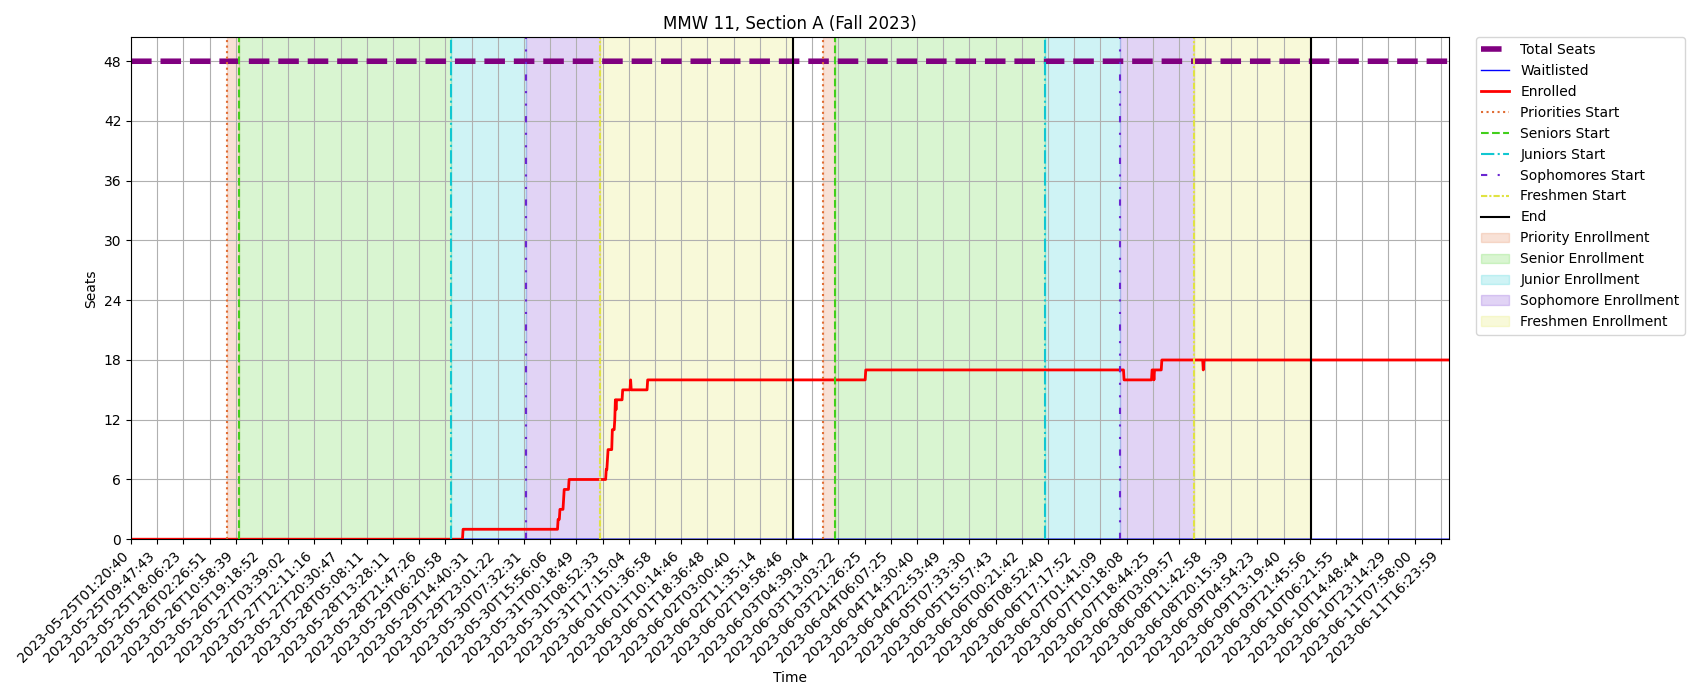 MMW 11, Section A (Fall 2023)
48
42
36
30
24
18
12
6
0
Seats
2023-05-25T01:20:40
2023-05-25T09:47:43
2023-05-25T18:06:23
2023-05-26T02:26:51
2023-05-26T10:58:39
2023-05-26T19:18:52
2023-05-27T03:39:02
2023-05-27T12:11:16
2023-05-27T20:30:47
2023-05-28T05:08:11
2023-05-28T13:28:11
2023-05-28T21:47:26
2023-05-29T06:20:58
2023-05-29T14:40:31
2023-05-29T23:01:22
2023-05-30T07:32:31
2023-05-30T15:56:06
2023-05-31T00:18:49
2023-05-31T08:52:33
2023-05-31T17:15:04
2023-06-01T01:36:58
2023-06-01T10:14:46
2023-06-01T18:36:48
2023-06-02T03:00:40
2023-06-02T11:35:14
2023-06-02T19:58:46
2023-06-03T04:39:04
2023-06-03T13:03:22
2023-06-03T21:26:25
2023-06-04T06:07:25
2023-06-04T14:30:40
2023-06-04T22:53:49
2023-06-05T07:33:30
2023-06-05T15:57:43
2023-06-06T00:21:42
2023-06-06T08:52:40
2023-06-06T17:17:52
2023-06-07T01:41:09
2023-06-07T10:18:08
2023-06-07T18:44:25
2023-06-08T03:09:57
2023-06-08T11:42:58
2023-06-08T20:15:39
2023-06-09T04:54:23
2023-06-09T13:19:40
2023-06-09T21:45:56
2023-06-10T06:21:55
2023-06-10T14:48:44
2023-06-10T23:14:29
2023-06-11T07:58:00
2023-06-11T16:23:59
Time
Total Seats
Waitlisted
Enrolled
Priorities Start
Seniors Start
Juniors Start
Sophomores Start
Freshmen Start
End
Priority Enrollment
Senior Enrollment
Junior Enrollment
Sophomore Enrollment
Freshmen Enrollment